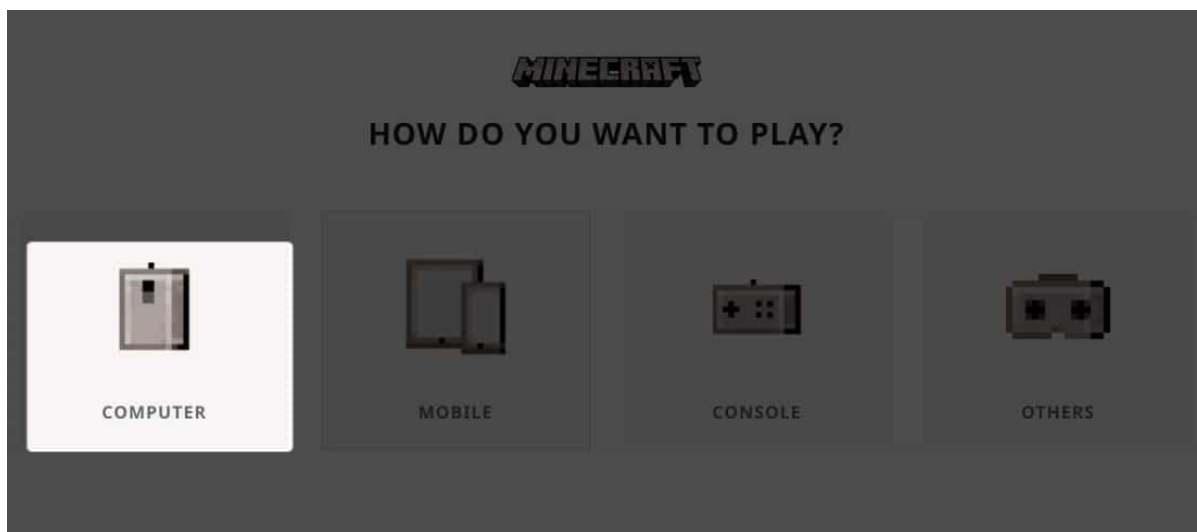 MINECRAFT
HOW DO YOU WANT TO PLAY?
COMPUTER
MOBILE
CONSOLE
OTHERS